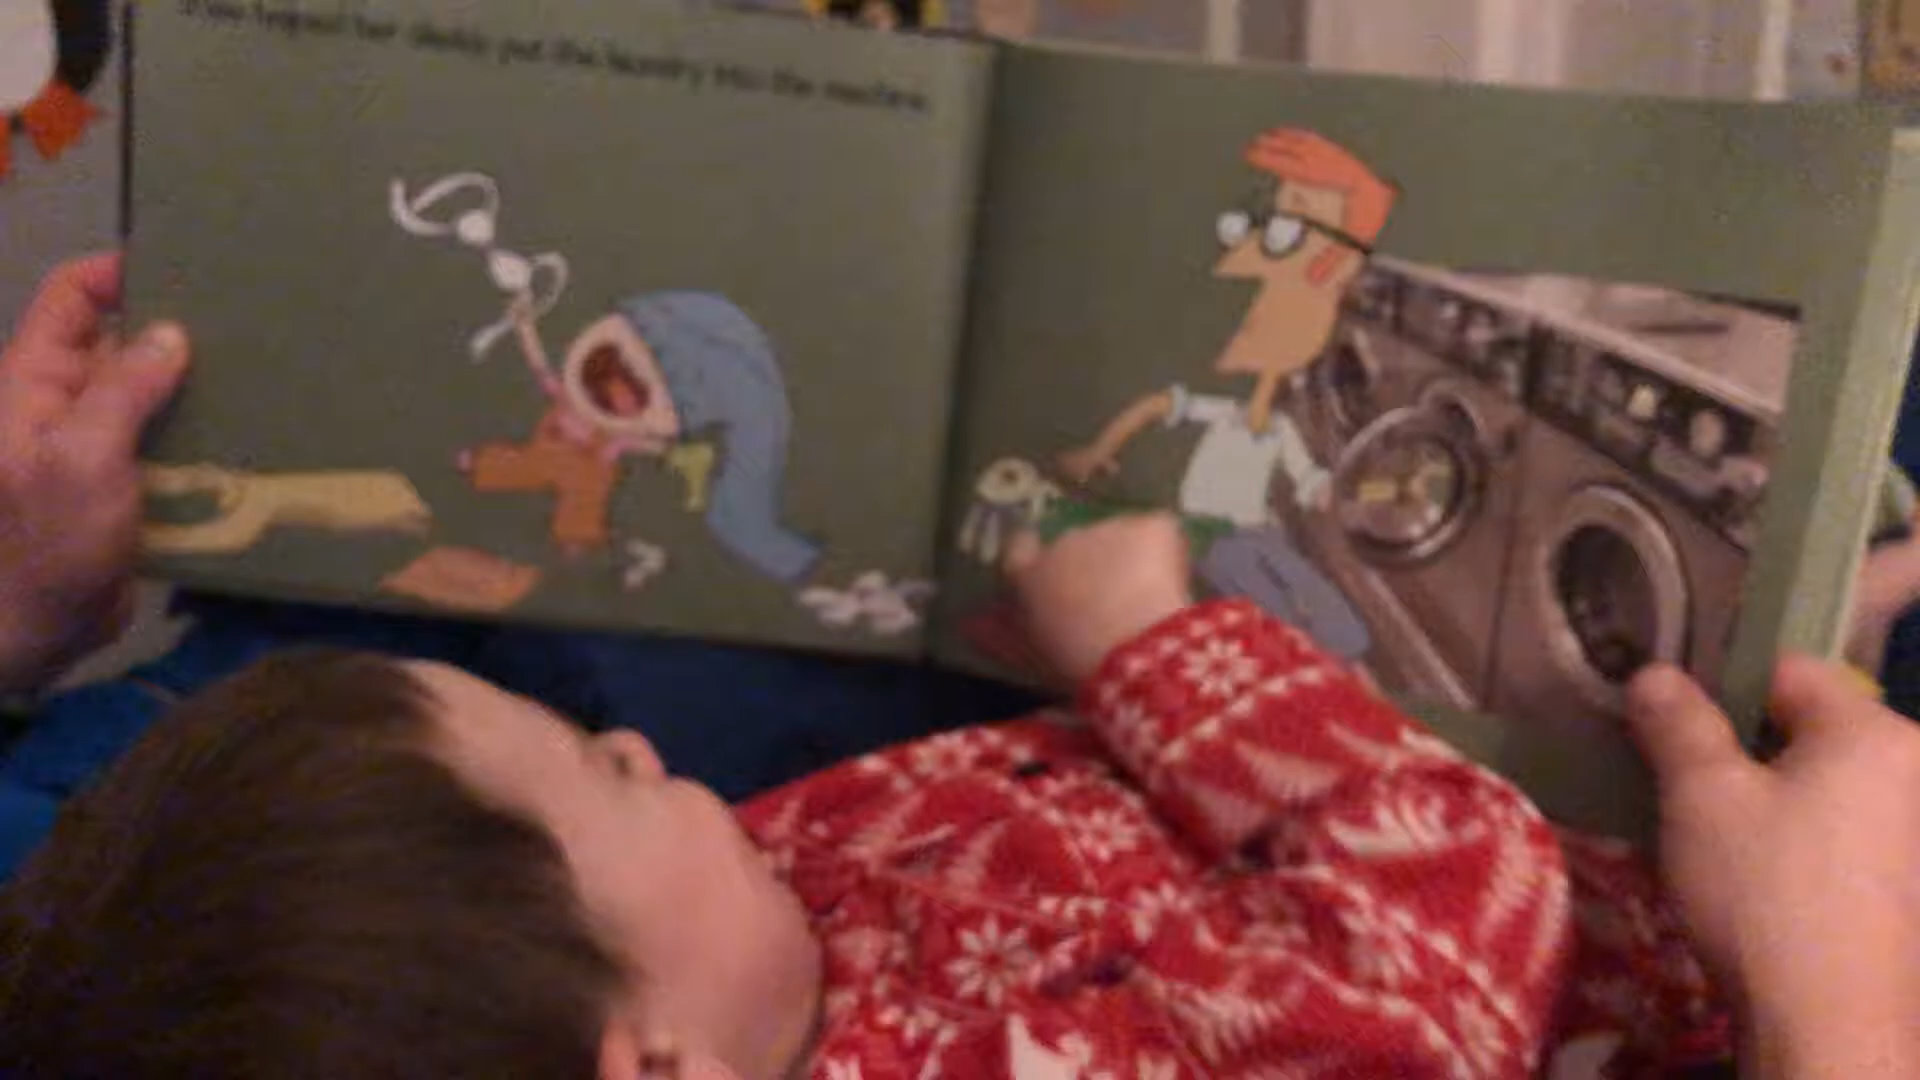 helped her daddy put the laundry into the machine.